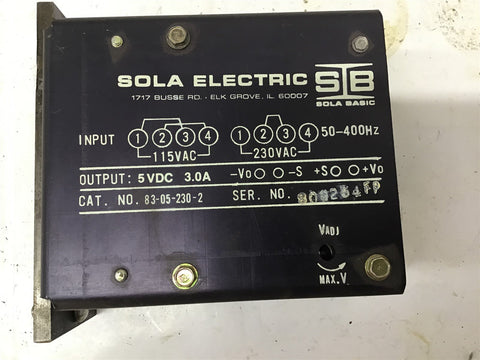 SOLA ELECTRIC
1717 BUSSE RD. · ELK GROVE, IL 60007
SB
SOLA BASIC
INPUT 1 2 3 4 1 2 3 4 50-400Hz
115VAC 230VAC
OUTPUT: 5VDC 3.0A -Vo -S +S +Vo
CAT. NO. 83-05-230-2 SER. NO.
VADJ
MAX.V